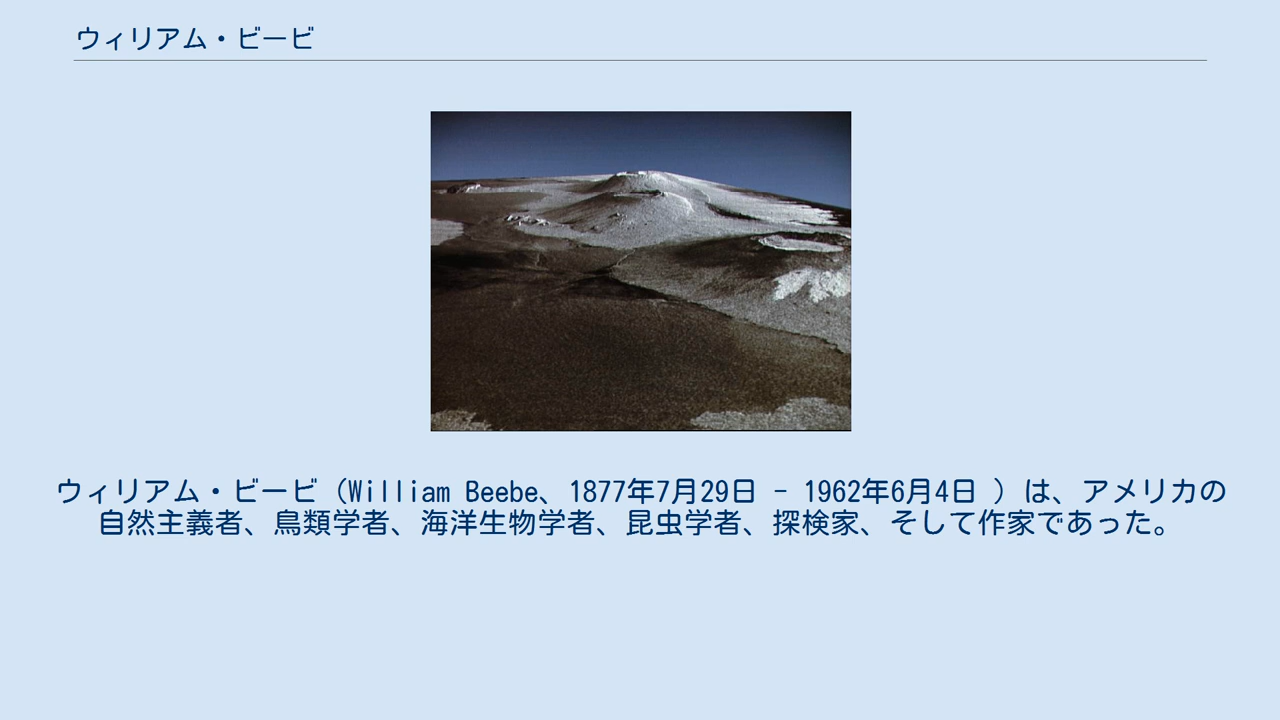 ウィリアム・ビービ
ウィリアム・ビービ（William Beebe、1877年7月29日 - 1962年6月4日 ）は、アメリカの
自然主義者、鳥類学者、海洋生物学者、昆虫学者、探検家、そして作家であった。